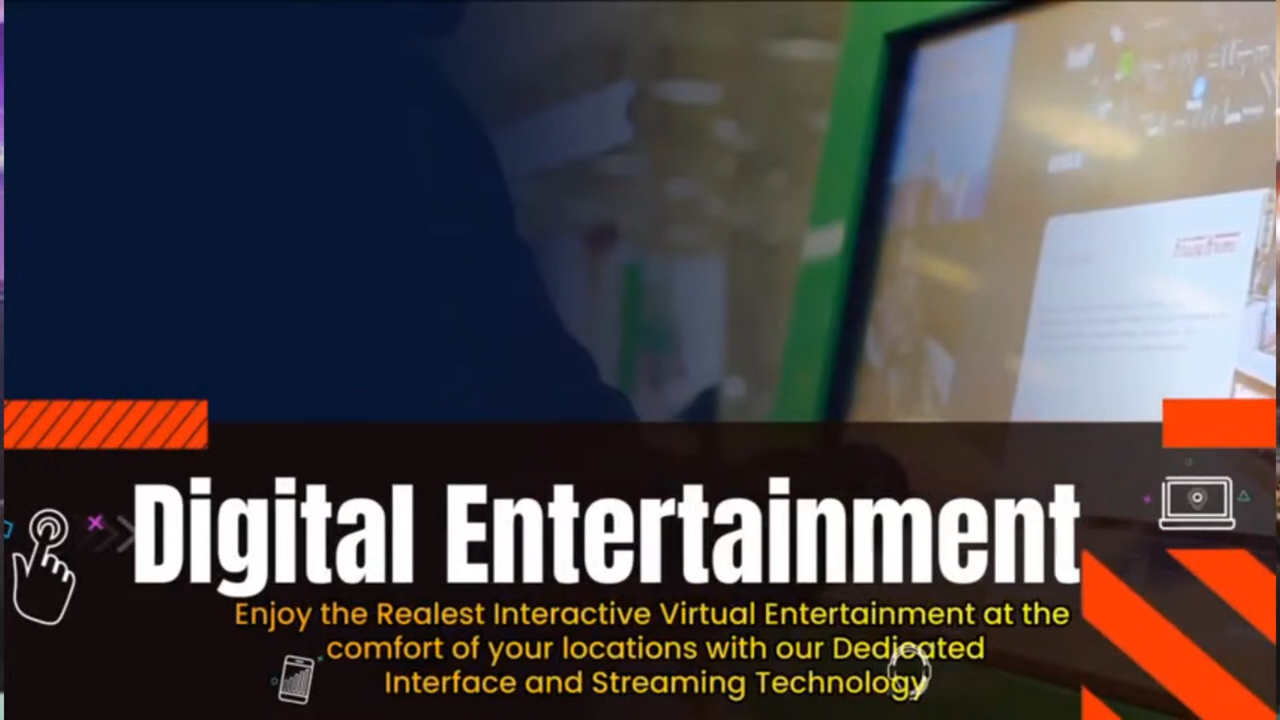 Digital Entertainment
Enjoy the Realest Interactive Virtual Entertainment at the
comfort of your locations with our Dedicated
Interface and Streaming Technology